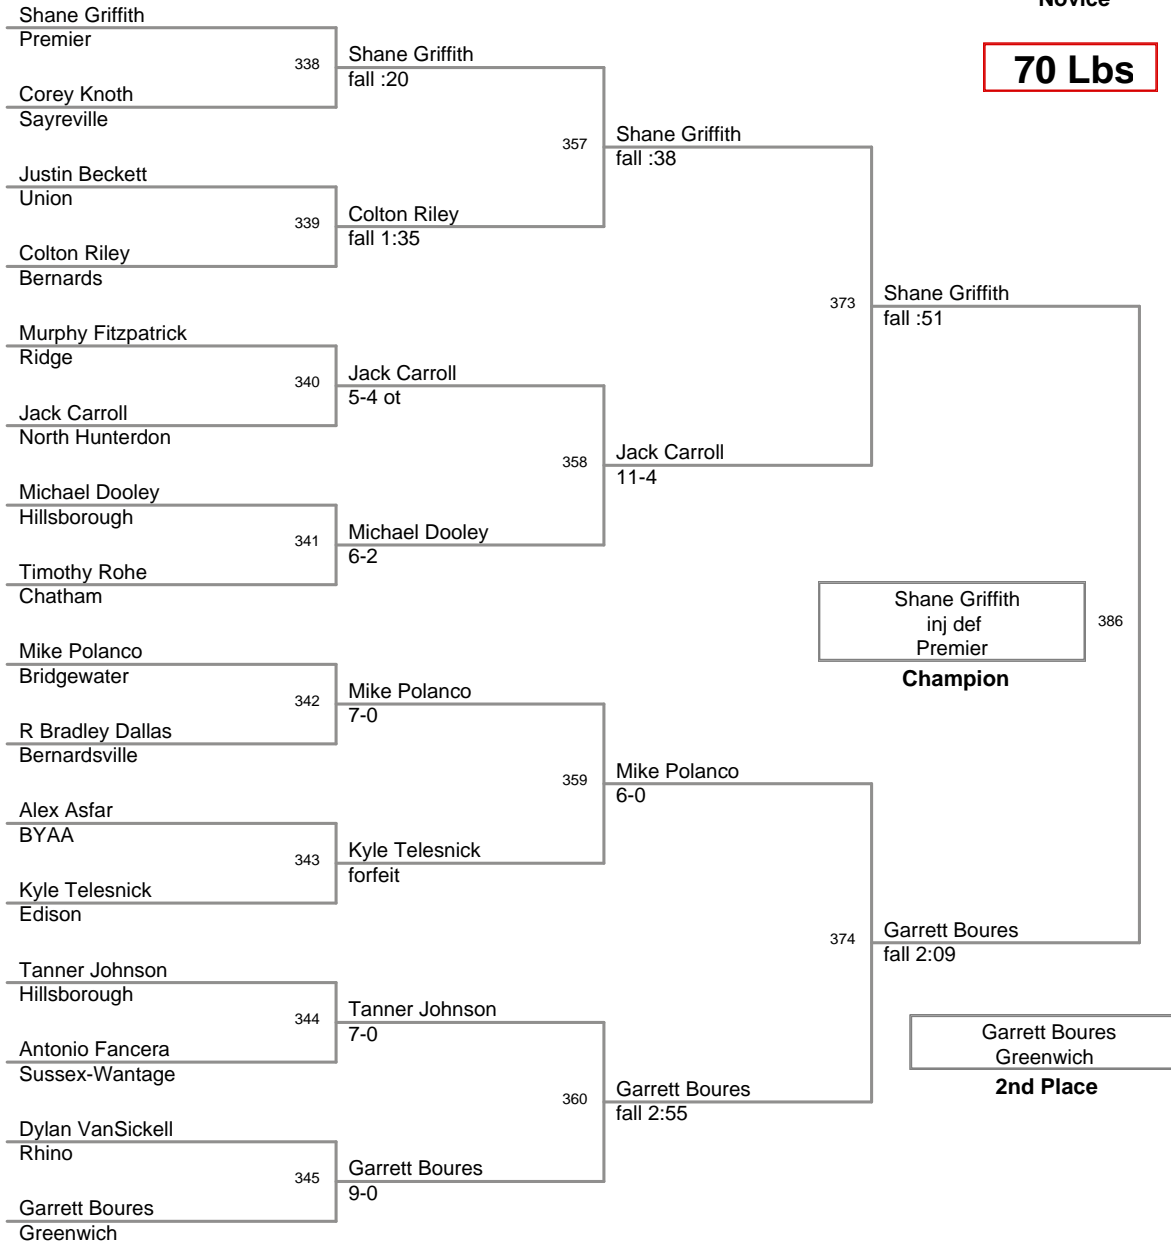 Novice
70 Lbs
Shane Griffith
Premier
338
Corey Knoth
Sayreville
Shane Griffith
fall :20
Justin Beckett
Union
339
Colton Riley
Bernards
Colton Riley
fall 1:35
357
Shane Griffith
fall :38
Murphy Fitzpatrick
Ridge
340
Jack Carroll
North Hunterdon
Jack Carroll
5-4 ot
Michael Dooley
Hillsborough
341
Timothy Rohe
Chatham
Michael Dooley
6-2
358
Jack Carroll
11-4
373
Shane Griffith
fall :51
Mike Polanco
Bridgewater
342
R Bradley Dallas
Bernardsville
Mike Polanco
7-0
Alex Asfar
BYAA
343
Kyle Telesnick
Edison
Kyle Telesnick
forfeit
359
Mike Polanco
6-0
Tanner Johnson
Hillsborough
344
Antonio Fancera
Sussex-Wantage
Tanner Johnson
7-0
Dylan VanSickell
Rhino
345
Garrett Boures
Greenwich
Garrett Boures
9-0
360
Garrett Boures
fall 2:55
374
Garrett Boures
fall 2:09
386
Shane Griffith
inj def
Premier
Champion
Garrett Boures
Greenwich
2nd Place